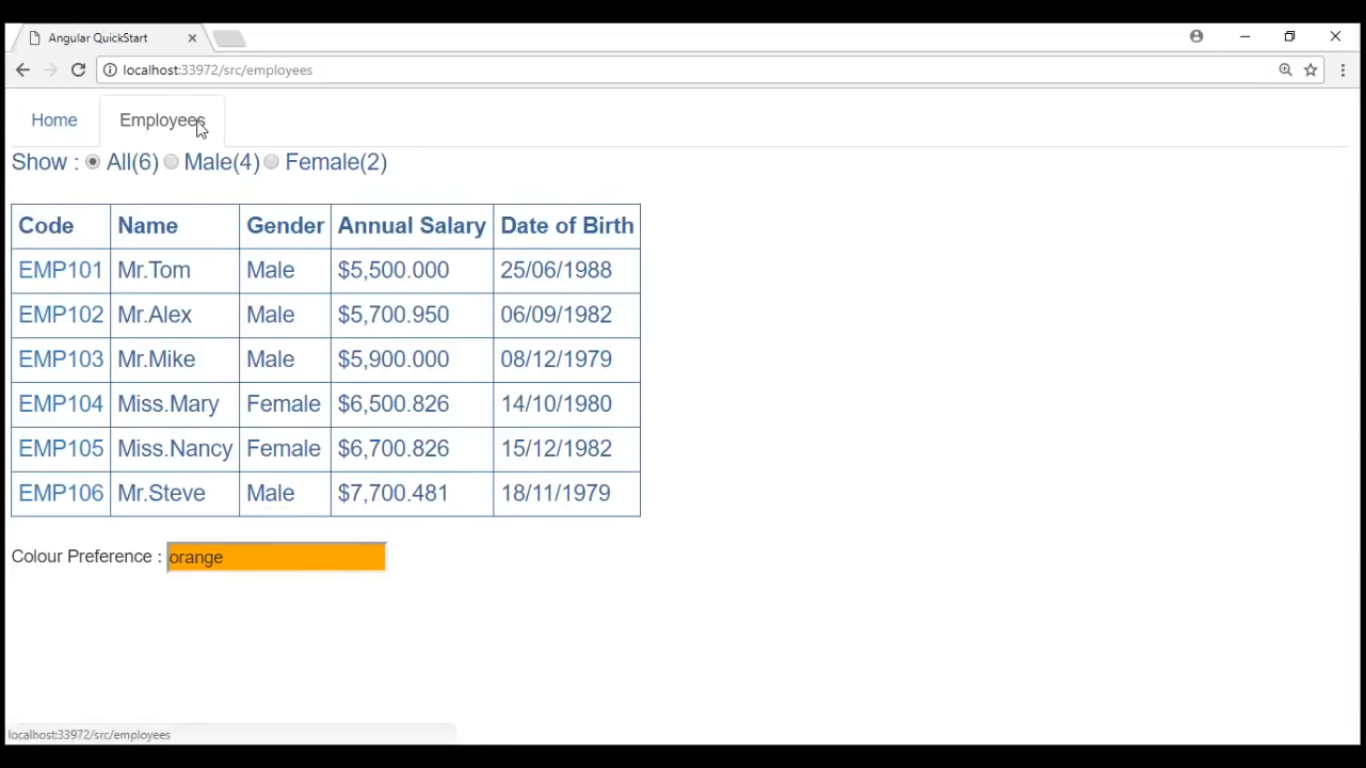 Angular QuickStart
localhost:33972/src/employees
Home Employees
Show : All(6) Male(4) Female(2)
Code Name Gender Annual Salary Date of Birth
EMP101 Mr.Tom Male $5,500.000 25/06/1988
EMP102 Mr.Alex Male $5,700.950 06/09/1982
EMP103 Mr.Mike Male $5,900.000 08/12/1979
EMP104 Miss.Mary Female $6,500.826 14/10/1980
EMP105 Miss.Nancy Female $6,700.826 15/12/1982
EMP106 Mr.Steve Male $7,700.481 18/11/1979
Colour Preference : orange
localhost:33972/src/employees